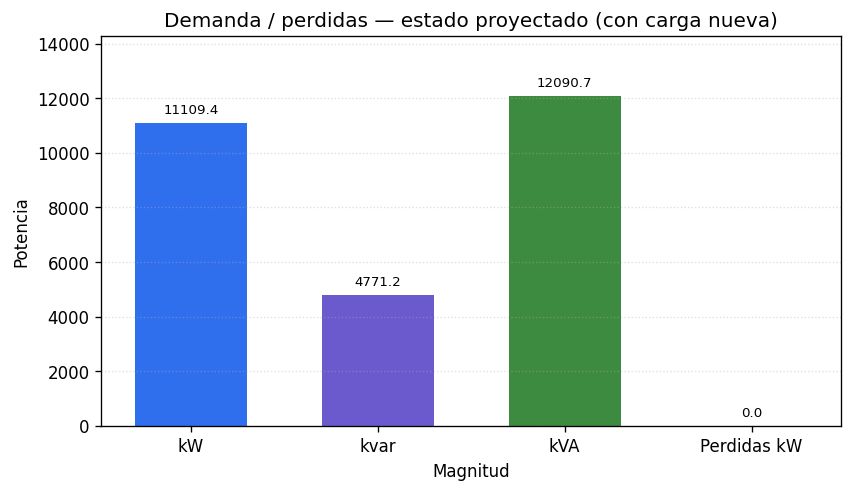 Demanda / perdidas — estado proyectado (con carga nueva)
14000
12000
10000
8000
6000
4000
2000
0
Potencia
11109.4
4771.2
12090.7
0.0
kW
kvar
kVA
Perdidas kW
Magnitud